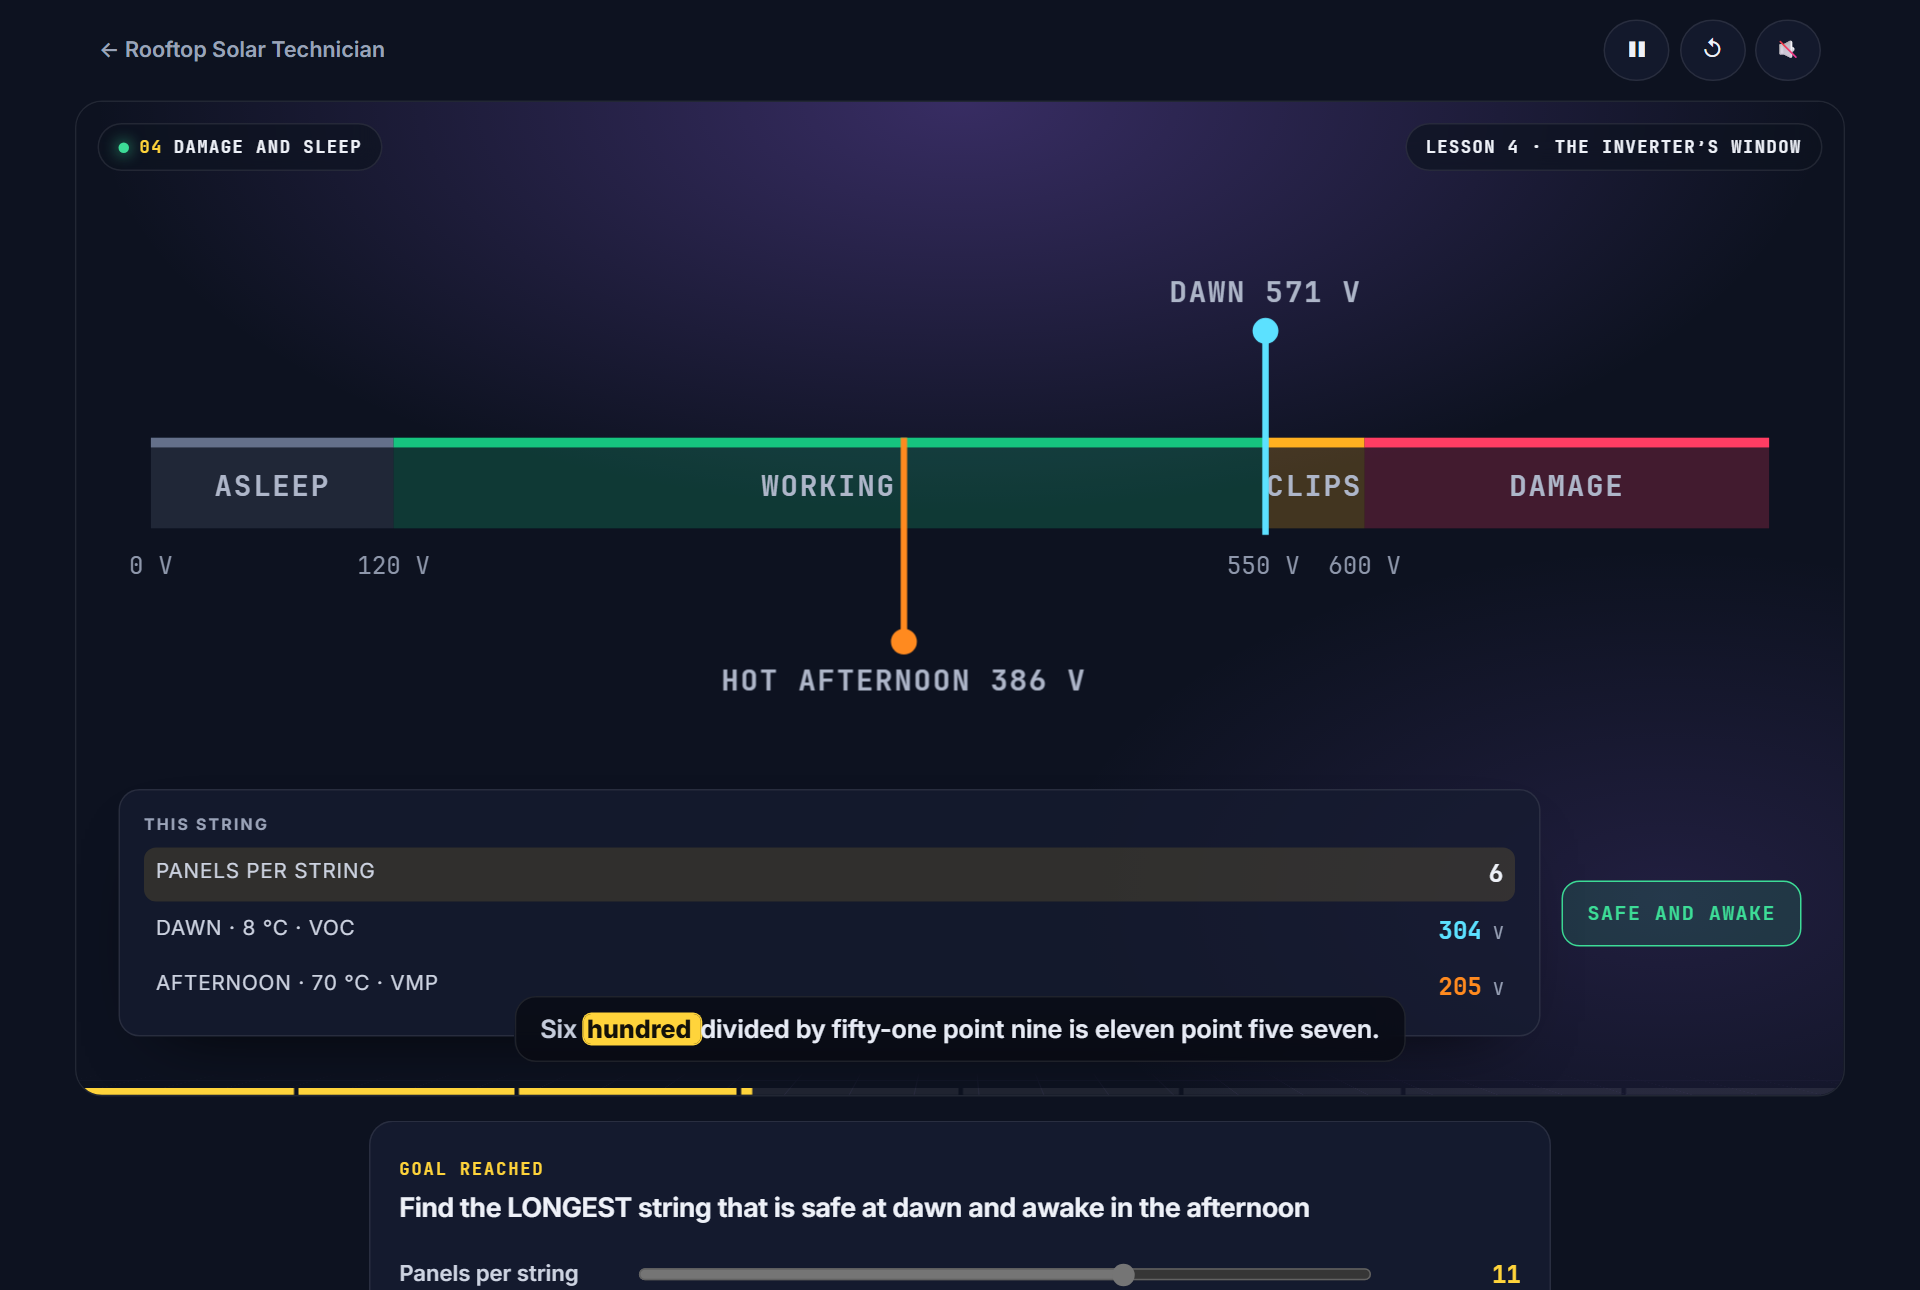 ← Rooftop Solar Technician
04 DAMAGE AND SLEEP
LESSON 4 · THE INVERTER’S WINDOW
DAWN 571 V
ASLEEP
WORKING
CLIPS
DAMAGE
0 V
120 V
550 V
600 V
HOT AFTERNOON 386 V
THIS STRING
PANELS PER STRING 6
DAWN · 8 °C · VOC 304 V
AFTERNOON · 70 °C · VMP 205 V
SAFE AND AWAKE
Six hundred divided by fifty-one point nine is eleven point five seven.
GOAL REACHED
Find the LONGEST string that is safe at dawn and awake in the afternoon
Panels per string 11